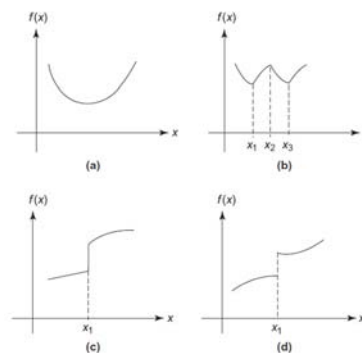 f(x)
x
(a)
f(x)
x
x₁ x₂ x₃
(b)
f(x)
x
x₁
(c)
f(x)
x
x₁
(d)